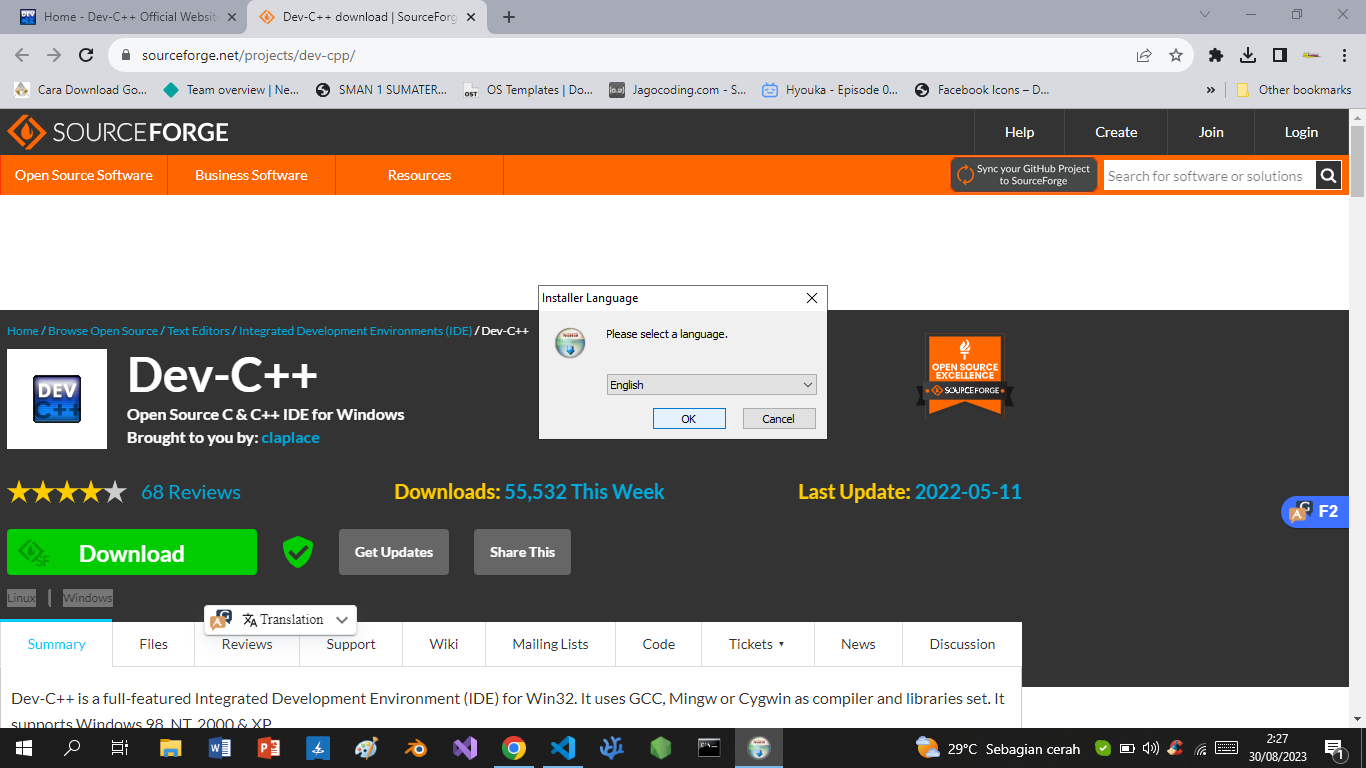 Home - Dev-C++ Official Website
Dev-C++ download | SourceForg
sourceforge.net/projects/dev-cpp/
Cara Download Go...
Team overview | Ne...
SMAN 1 SUMATER...
OS Templates | Do...
Jagocoding.com - S...
Hyouka - Episode 0...
Facebook Icons – D...
»
Other bookmarks
SOURCEFORGE
Help
Create
Join
Login
Open Source Software
Business Software
Resources
Sync your GitHub Project
to SourceForge
Search for software or solutions
Installer Language
Please select a language.
English
OK
Cancel
Home / Browse Open Source / Text Editors / Integrated Development Environments (IDE) / Dev-C++
DEV
C++
Dev-C++
Open Source C & C++ IDE for Windows
Brought to you by: claplace
OPEN SOURCE
EXCELLENCE
SOURCEFORGE
68 Reviews
Downloads: 55,532 This Week
Last Update: 2022-05-11
F2
SF
Download
Get Updates
Share This
Linux | Windows
Translation
Summary
Files
Reviews
Support
Wiki
Mailing Lists
Code
Tickets
News
Discussion
Dev-C++ is a full-featured Integrated Development Environment (IDE) for Win32. It uses GCC, Mingw or Cygwin as compiler and libraries set. It
supports Windows 98, NT, 2000 & XP.
29°C Sebagian cerah
2:27
30/08/2023
1